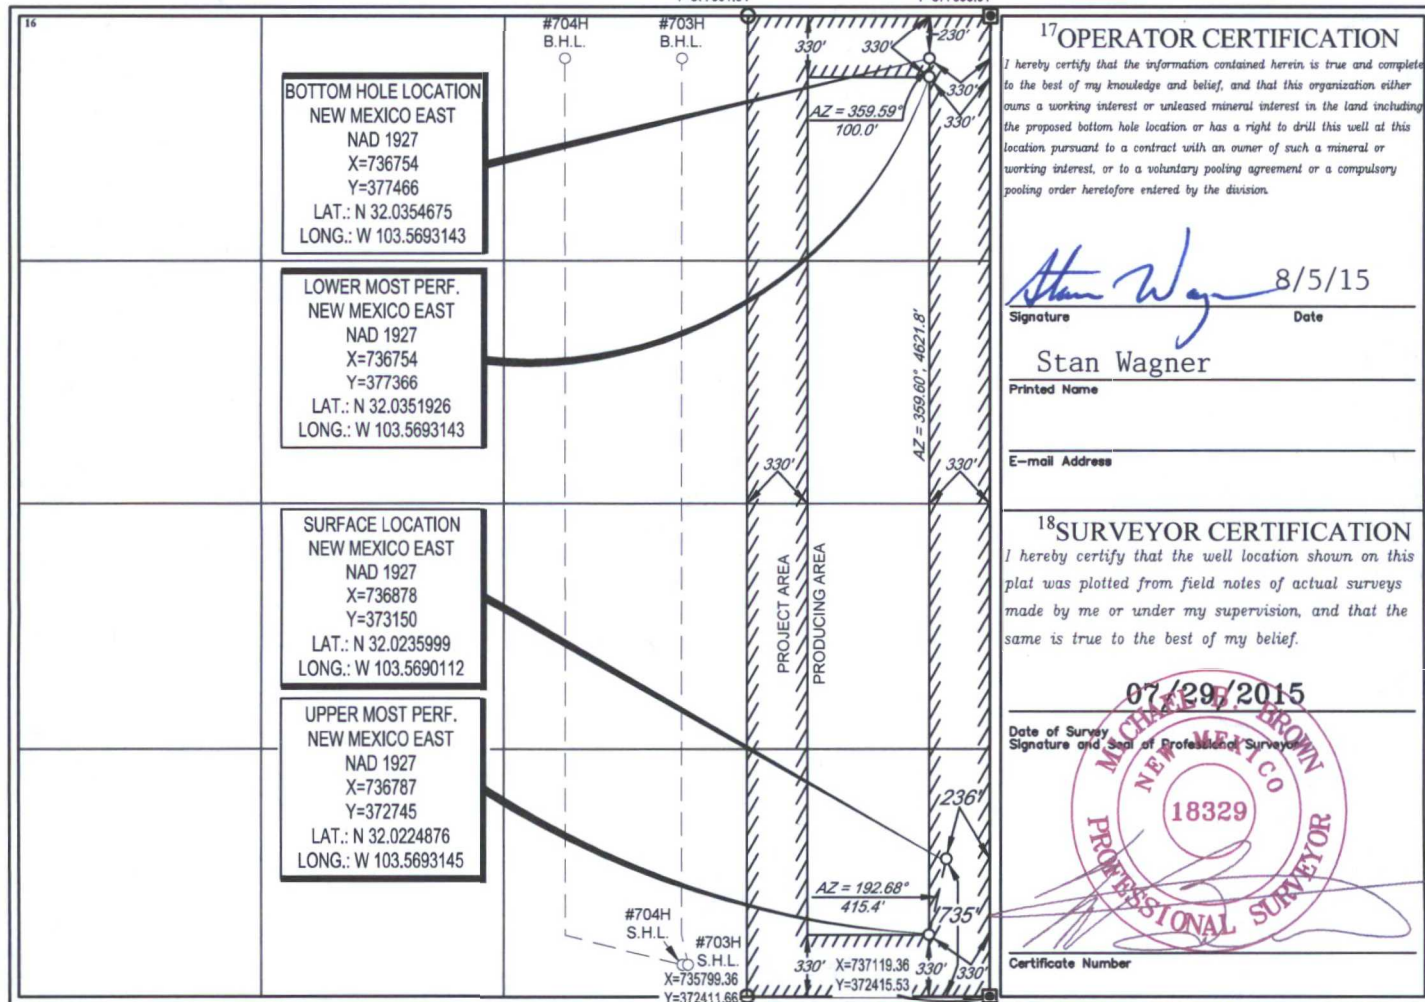 16
#704H
B.H.L.
#703H
B.H.L.
330'
330'
230'
330'
330'
AZ = 359.59°
100.0'
BOTTOM HOLE LOCATION
NEW MEXICO EAST
NAD 1927
X=736754
Y=377466
LAT.: N 32.0354675
LONG.: W 103.5693143
LOWER MOST PERF.
NEW MEXICO EAST
NAD 1927
X=736754
Y=377366
LAT.: N 32.0351926
LONG.: W 103.5693143
AZ = 359.60°, 4621.8'
330'
330'
SURFACE LOCATION
NEW MEXICO EAST
NAD 1927
X=736878
Y=373150
LAT.: N 32.0235999
LONG.: W 103.5690112
PROJECT AREA
PRODUCING AREA
UPPER MOST PERF.
NEW MEXICO EAST
NAD 1927
X=736787
Y=372745
LAT.: N 32.0224876
LONG.: W 103.5693145
236'
AZ = 192.68°
415.4'
735'
#704H
S.H.L.
#703H
S.H.L.
X=735799.36
Y=372411.66
330'
X=737119.36
Y=372415.53
330'
330'
17 OPERATOR CERTIFICATION
I hereby certify that the information contained herein is true and complete
to the best of my knowledge and belief, and that this organization either
owns a working interest or unleased mineral interest in the land including
the proposed bottom hole location or has a right to drill this well at this
location pursuant to a contract with an owner of such a mineral or
working interest, or to a voluntary pooling agreement or a compulsory
pooling order heretofore entered by the division.
Stan Wagner 8/5/15
Signature Date
Stan Wagner
Printed Name
E-mail Address
18 SURVEYOR CERTIFICATION
I hereby certify that the well location shown on this
plat was plotted from field notes of actual surveys
made by me or under my supervision, and that the
same is true to the best of my belief.
07/29/2015
Date of Survey
Signature and Seal of Professional Surveyor
MICHAEL B. BROWN
NEW MEXICO
18329
PROFESSIONAL SURVEYOR
Certificate Number